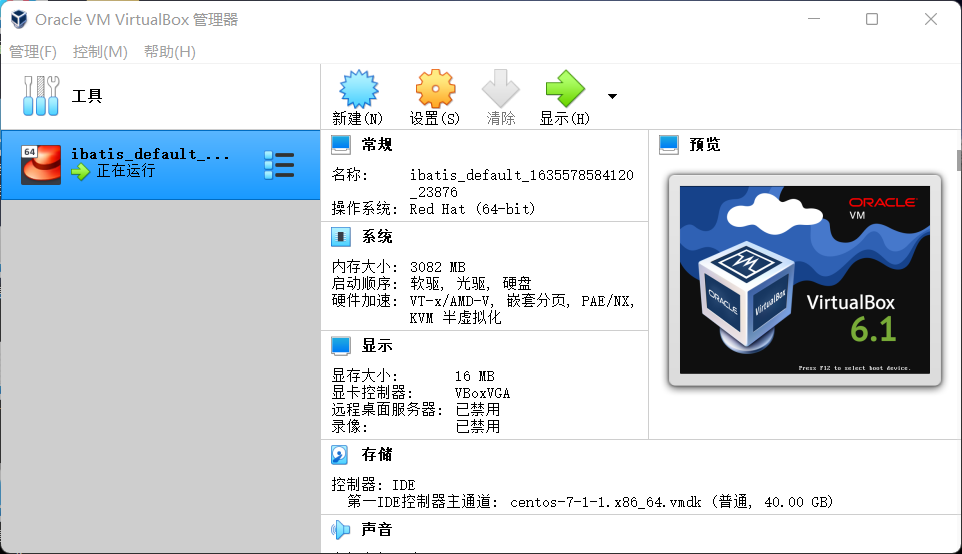 Oracle VM VirtualBox 管理器
管理(F) 控制(M) 帮助(H)
工具
新建(N) 设置(S) 清除 显示(H)
64
ibatis_default_...
正在运行
常规
名称: ibatis_default_1635578584120
_23876
操作系统: Red Hat (64-bit)
系统
内存大小: 3082 MB
启动顺序: 软驱, 光驱, 硬盘
硬件加速: VT-x/AMD-V, 嵌套分页, PAE/NX,
KVM 半虚拟化
显示
显存大小: 16 MB
显卡控制器: VBoxVGA
远程桌面服务器: 已禁用
录像: 已禁用
预览
ORACLE
VM
ORACLE
VirtualBox
VirtualBox
6.1
Press F12 to select boot device.
存储
控制器: IDE
第一IDE控制器主通道: centos-7-1-1.x86_64.vmdk (普通, 40.00 GB)
声音